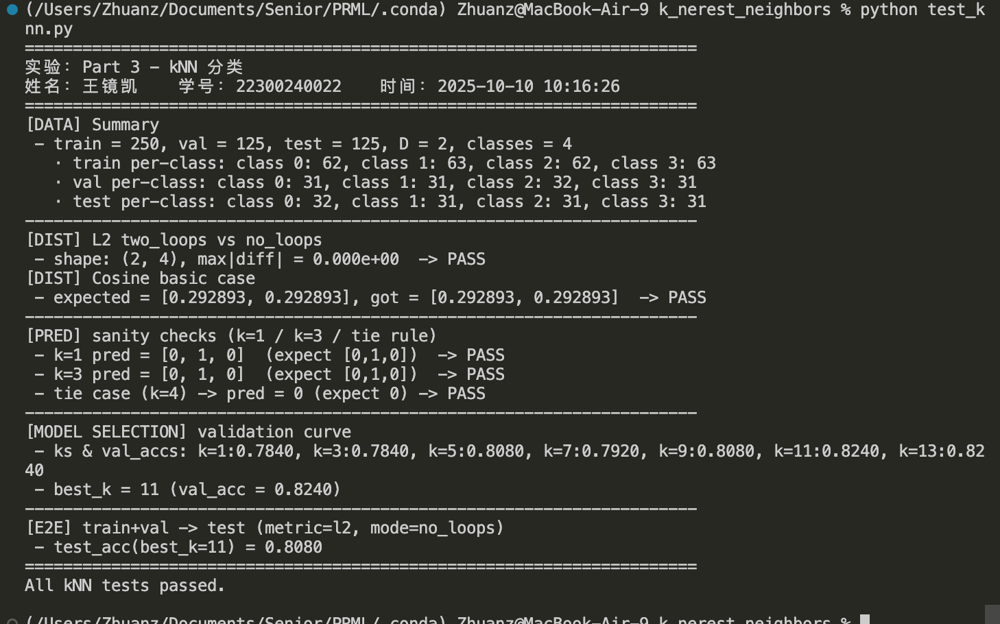 (/Users/Zhuanz/Documents/Senior/PRML/.conda) Zhuanz@MacBook-Air-9 k_nerest_neighbors % python test_k
nn.py
======================================================================
实验: Part 3 - kNN 分类
姓名: 王镜凯    学号: 22300240022    时间: 2025-10-10 10:16:26
======================================================================
[DATA] Summary
 - train = 250, val = 125, test = 125, D = 2, classes = 4
   · train per-class: class 0: 62, class 1: 63, class 2: 62, class 3: 63
   · val per-class: class 0: 31, class 1: 31, class 2: 32, class 3: 31
   · test per-class: class 0: 32, class 1: 31, class 2: 31, class 3: 31
----------------------------------------------------------------------
[DIST] L2 two_loops vs no_loops
 - shape: (2, 4), max|diff| = 0.000e+00  -> PASS
[DIST] Cosine basic case
 - expected = [0.292893, 0.292893], got = [0.292893, 0.292893]  -> PASS
----------------------------------------------------------------------
[PRED] sanity checks (k=1 / k=3 / tie rule)
 - k=1 pred = [0, 1, 0]  (expect [0,1,0])  -> PASS
 - k=3 pred = [0, 1, 0]  (expect [0,1,0])  -> PASS
 - tie case (k=4) -> pred = 0 (expect 0) -> PASS
----------------------------------------------------------------------
[MODEL SELECTION] validation curve
 - ks & val_accs: k=1:0.7840, k=3:0.7840, k=5:0.8080, k=7:0.7920, k=9:0.8080, k=11:0.8240, k=13:0.82
40
 - best_k = 11 (val_acc = 0.8240)
----------------------------------------------------------------------
[E2E] train+val -> test (metric=l2, mode=no_loops)
 - test_acc(best_k=11) = 0.8080
======================================================================
All kNN tests passed.
(/Users/Zhuanz/Documents/Senior/PRML/.conda) Zhuanz@MacBook-Air-9 k_nerest_neighbors %